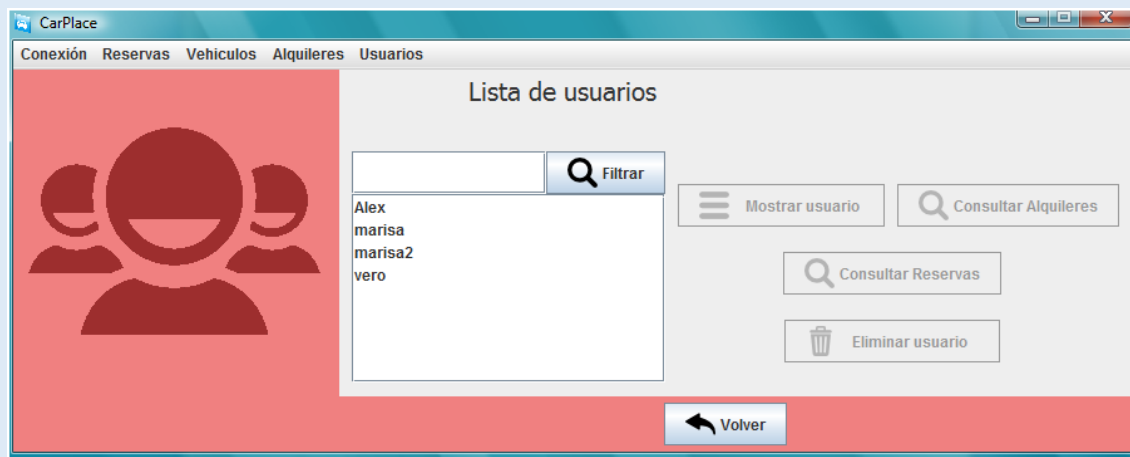 CarPlace
Conexión Reservas Vehiculos Alquileres Usuarios
Lista de usuarios
Filtrar
Alex
marisa
marisa2
vero
Mostrar usuario
Consultar Alquileres
Consultar Reservas
Eliminar usuario
Volver